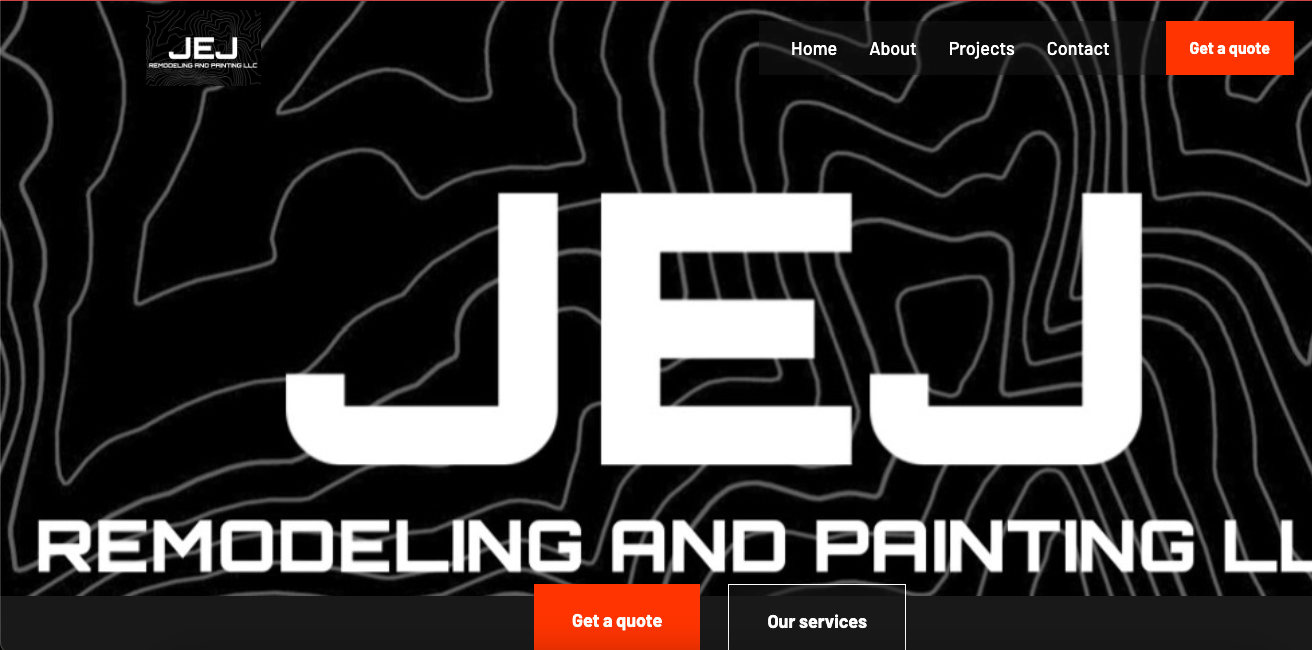 JEJ
REMODELING AND PAINTING LLC
Home About Projects Contact Get a quote
JEJ
REMODELING AND PAINTING LL
Get a quote Our services